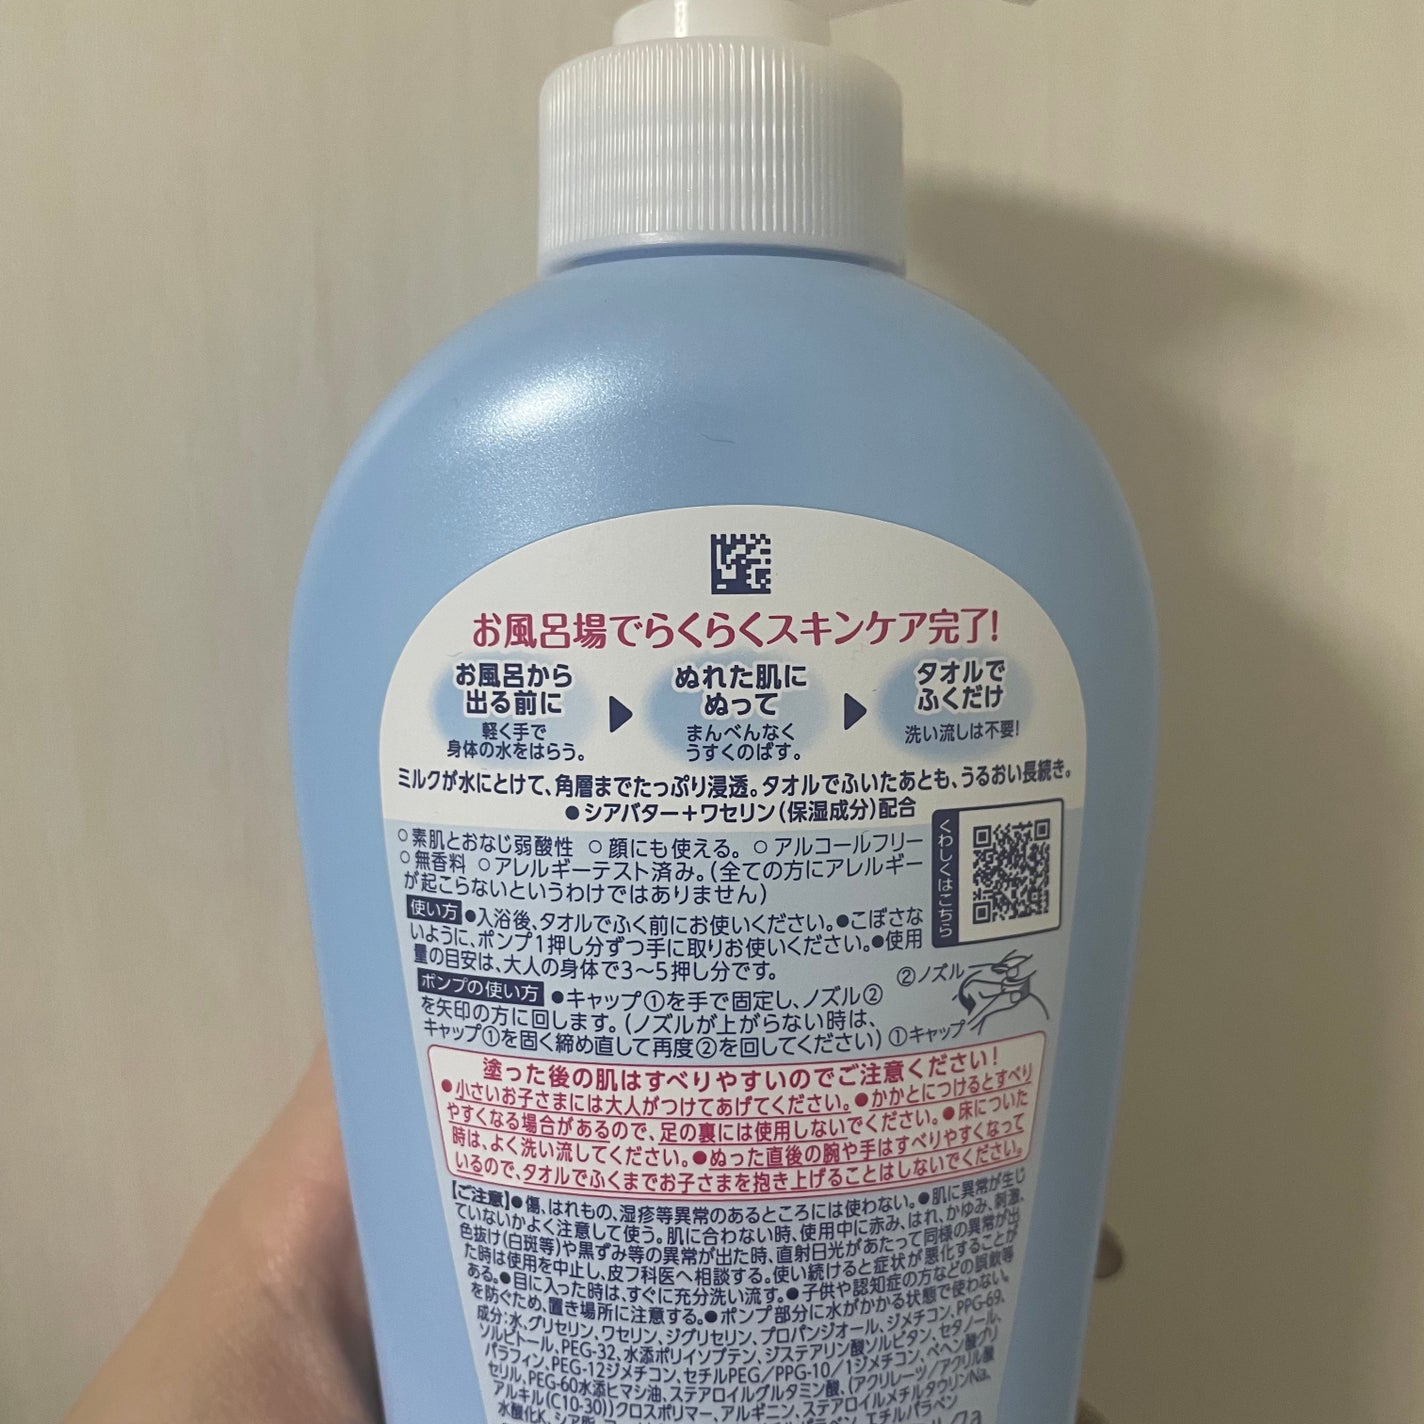 お風呂場でらくらくスキンケア完了!
お風呂から
出る前に
軽く手で
身体の水をはらう。
ぬれた肌に
ぬって
まんべんなく
うすくのばす。
タオルで
ふくだけ
洗い流しは不要!
ミルクが水にとけて、角層までたっぷり浸透。タオルでふいたあとも、うるおい長続き。
●シアバター+ワセリン(保湿成分)配合
○素肌とおなじ弱酸性 ○顔にも使える。 ○アルコールフリー
○無香料 ○アレルギーテスト済み。(全ての方にアレルギー
が起こらないというわけではありません)
くわしくはこちら
使い方 ●入浴後、タオルでふく前にお使いください。●こぼさな
いように、ポンプ1押し分ずつ手に取りお使いください。●使用
量の目安は、大人の身体で3〜5押し分です。
ポンプの使い方 ●キャップ①を手で固定し、ノズル②
を矢印の方に回します。(ノズルが上がらない時は、
キャップ①を固く締め直して再度②を回してください)
②ノズル
①キャップ
塗った後の肌はすべりやすいのでご注意ください!
●小さいお子さまには大人がつけてあげてください。●かかとにつけるとすべり
やすくなる場合があるので、足の裏には使用しないでください。●床についた
時は、よく洗い流してください。●ぬった直後の腕や手はすべりやすくなって
いるので、タオルでふくまでお子さまを抱き上げることはしないでください。
【ご注意】●傷、はれもの、湿疹等異常のあるところには使わない。●肌に異常が生じ
ていないかよく注意して使う。肌に合わない時、使用中に赤み、はれ、かゆみ、刺激、
色抜け(白斑等)や黒ずみ等の異常が出た時、直射日光があたって同様の異常が出
た時は使用を中止し、皮フ科医へ相談する。使い続けると症状が悪化することが
ある。●目に入った時は、すぐに充分洗い流す。●子供や認知症の方などの誤飲等
を防ぐため、置き場所に注意する。●ポンプ部分に水がかかる状態で使わない。
成分:水、グリセリン、ワセリン、ジグリセリン、プロパンジオール、ジメチコン、PPG-69、
ソルビトール、PEG-32、水添ポリイソブテン、ジステアリン酸ソルビタン、セタノール、
パラフィン、PEG-12ジメチコン、セチルPEG/PPG-10/1ジメチコン、ベヘン酸グリ
セリル、PEG-60水添ヒマシ油、ステアロイルグルタミン酸、(アクリレーツ/アクリル酸
アルキル(C10-30))クロスポリマー、アルギニン、ステアロイルメチルタウリンNa、
水酸化K、シア脂、エチルパラベン